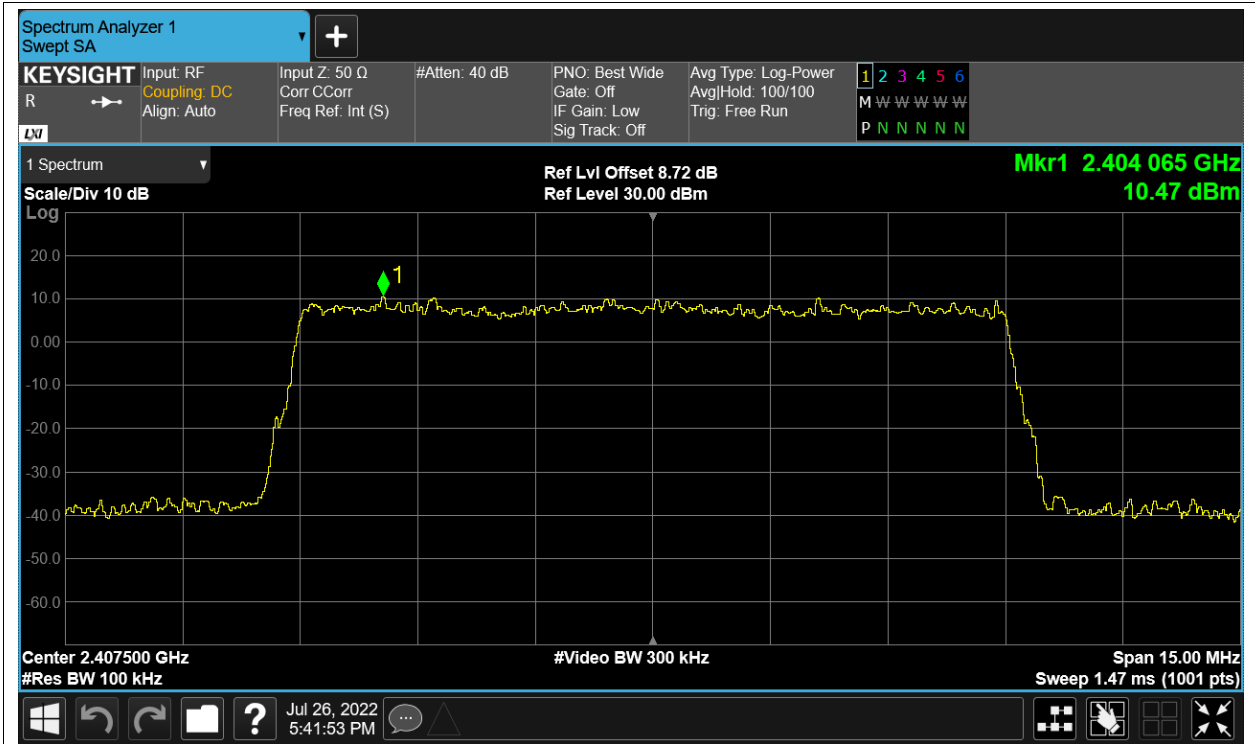 Spectrum Analyzer 1
Swept SA
+
KEYSIGHT
R
LXI
Input: RF
Coupling: DC
Align: Auto
Input Z: 50 Ω
Corr CCorr
Freq Ref: Int (S)
#Atten: 40 dB
PNO: Best Wide
Gate: Off
IF Gain: Low
Sig Track: Off
Avg Type: Log-Power
Avg|Hold: 100/100
Trig: Free Run
1 2 3 4 5 6
M W W W W W
P N N N N N
1 Spectrum
Scale/Div 10 dB
Log
Ref Lvl Offset 8.72 dB
Ref Level 30.00 dBm
Mkr1 2.404 065 GHz
10.47 dBm
20.0
1
10.0
0.00
-10.0
-20.0
-30.0
-40.0
-50.0
-60.0
Center 2.407500 GHz
#Res BW 100 kHz
#Video BW 300 kHz
Span 15.00 MHz
Sweep 1.47 ms (1001 pts)
?
Jul 26, 2022
5:41:53 PM